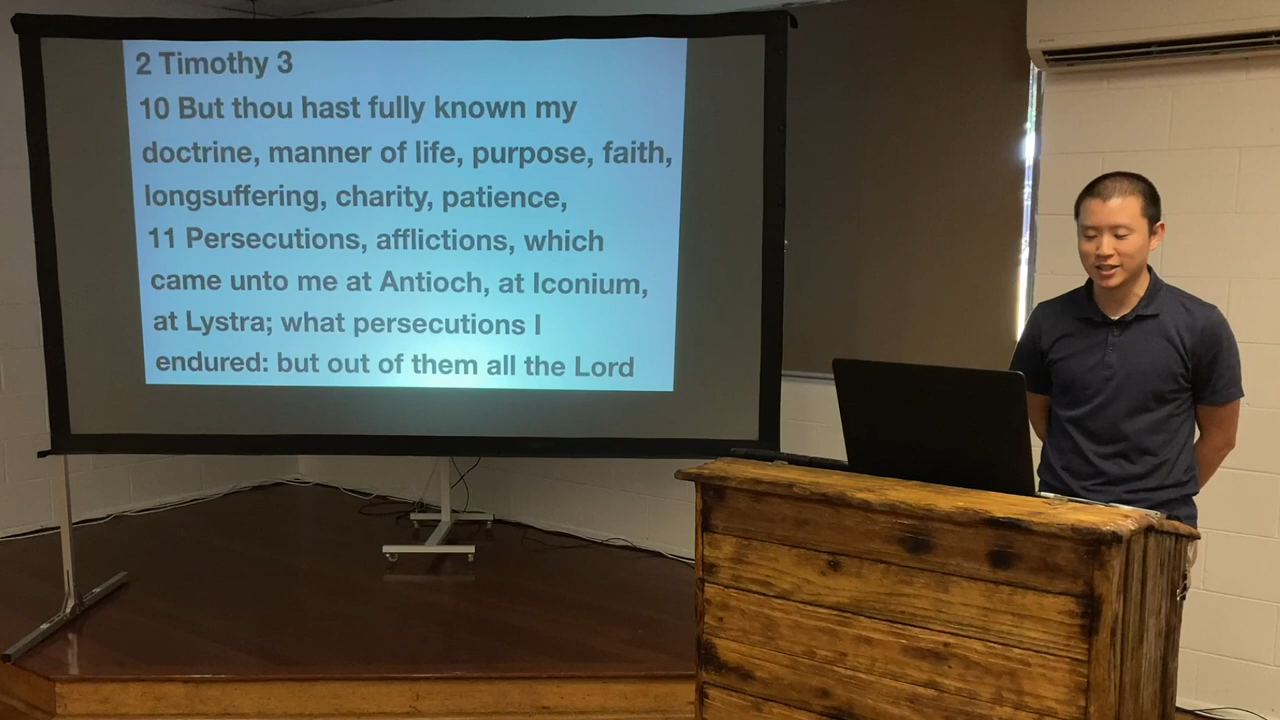 2 Timothy 3
10 But thou hast fully known my
doctrine, manner of life, purpose, faith,
longsuffering, charity, patience,
11 Persecutions, afflictions, which
came unto me at Antioch, at Iconium,
at Lystra; what persecutions I
endured: but out of them all the Lord